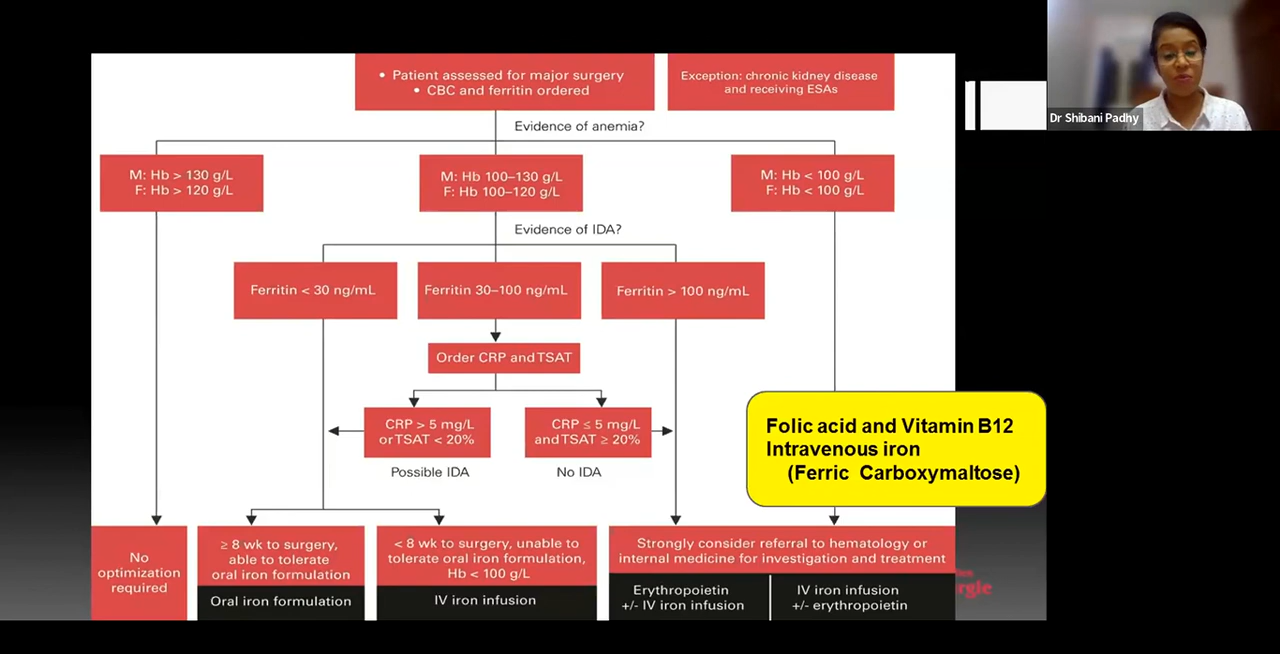 • Patient assessed for major surgery
• CBC and ferritin ordered
Exception: chronic kidney disease
and receiving ESAs
Dr Shibani Padhy
Evidence of anemia?
M: Hb > 130 g/L
F: Hb > 120 g/L
M: Hb 100–130 g/L
F: Hb 100–120 g/L
M: Hb < 100 g/L
F: Hb < 100 g/L
Evidence of IDA?
Ferritin < 30 ng/mL
Ferritin 30–100 ng/mL
Ferritin > 100 ng/mL
Order CRP and TSAT
CRP > 5 mg/L
or TSAT < 20%
CRP ≤ 5 mg/L
and TSAT ≥ 20%
Possible IDA
No IDA
Folic acid and Vitamin B12
Intravenous iron
(Ferric Carboxymaltose)
No
optimization
required
≥ 8 wk to surgery,
able to tolerate
oral iron formulation
Oral iron formulation
< 8 wk to surgery, unable to
tolerate oral iron formulation,
Hb < 100 g/L
IV iron infusion
Strongly consider referral to hematology or
internal medicine for investigation and treatment
Erythropoietin
+/- IV iron infusion
IV iron infusion
+/- erythropoietin